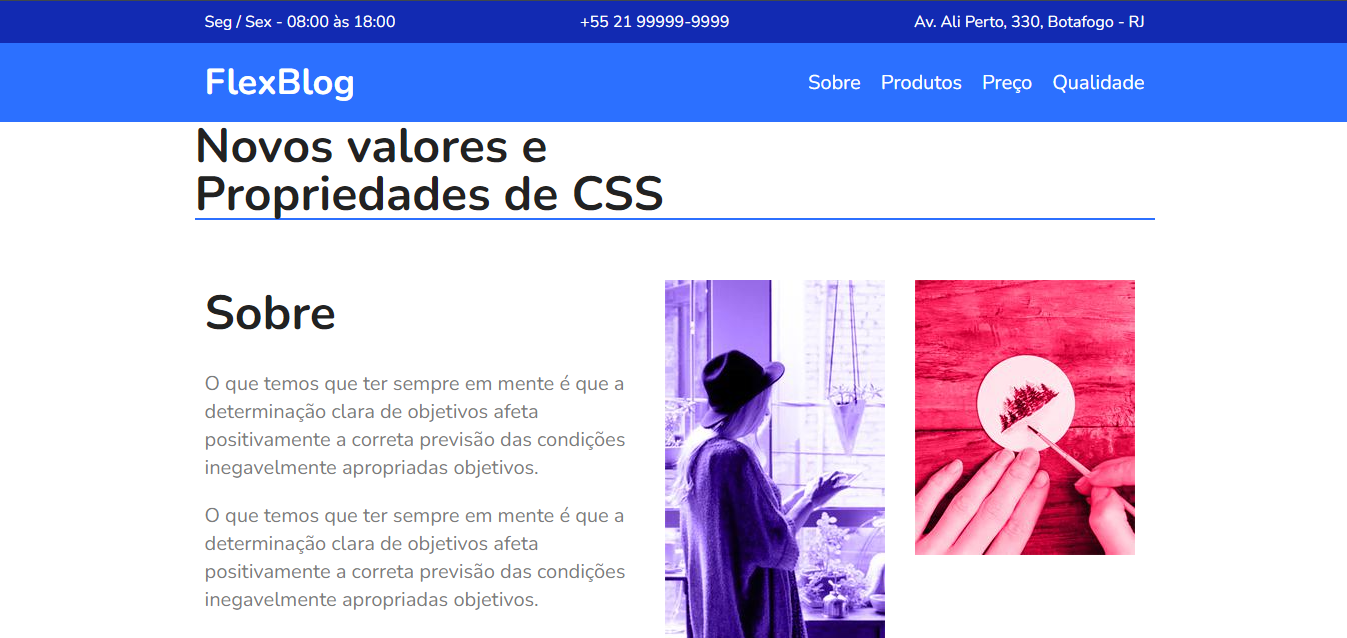 Seg / Sex - 08:00 às 18:00
+55 21 99999-9999
Av. Ali Perto, 330, Botafogo - RJ
FlexBlog
Sobre
Produtos
Preço
Qualidade
Novos valores e
Propriedades de CSS
Sobre
O que temos que ter sempre em mente é que a
determinação clara de objetivos afeta
positivamente a correta previsão das condições
inegavelmente apropriadas objetivos.
O que temos que ter sempre em mente é que a
determinação clara de objetivos afeta
positivamente a correta previsão das condições
inegavelmente apropriadas objetivos.